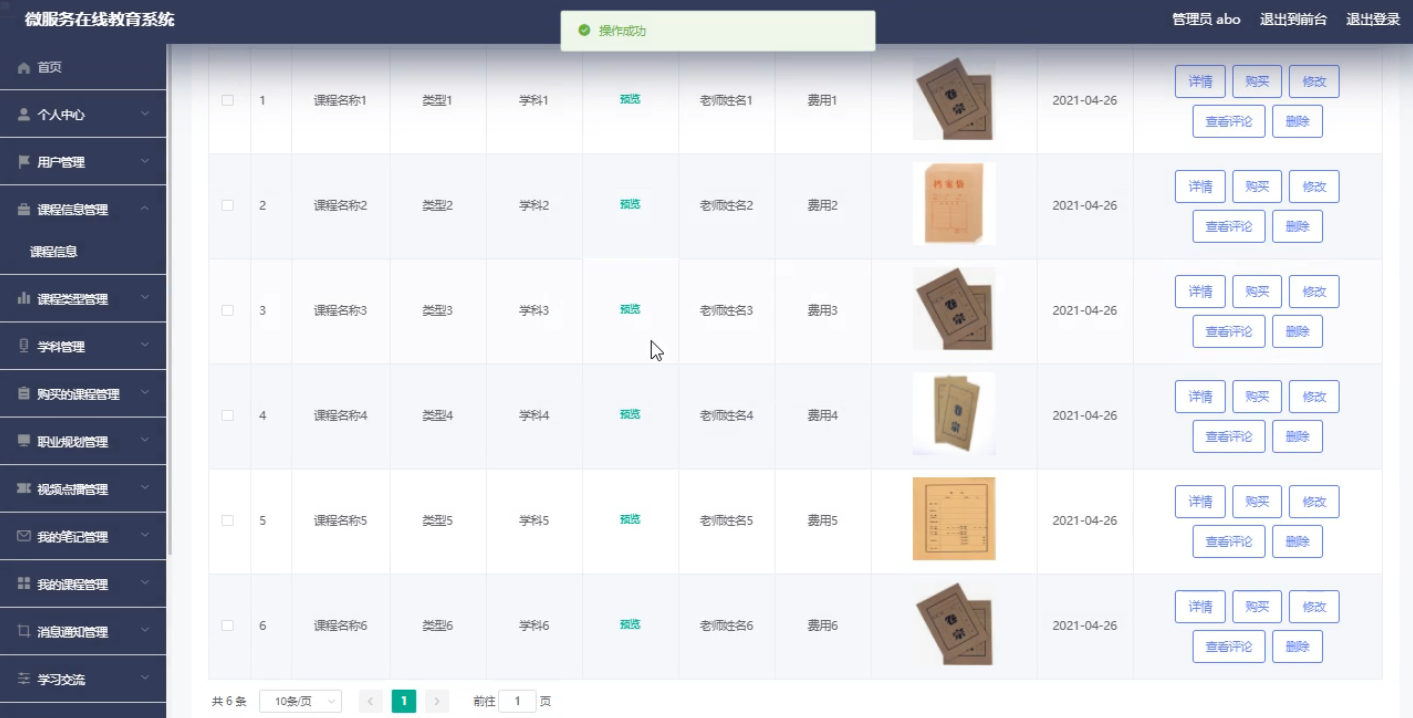 微服务在线教育系统
操作成功
管理员 abo 退出到前台 退出登录
首页
个人中心
用户管理
课程信息管理
课程信息
课程类型管理
学科管理
购买的课程管理
职业规划管理
视频点播管理
我的笔记管理
我的课程管理
消息通知管理
学习交流
1 课程名称1 类型1 学科1 预览 老师姓名1 费用1 卷宗 2021-04-26 详情 购买 修改
查看评论 删除
2 课程名称2 类型2 学科2 预览 老师姓名2 费用2 档案袋 2021-04-26 详情 购买 修改
查看评论 删除
3 课程名称3 类型3 学科3 预览 老师姓名3 费用3 卷宗 2021-04-26 详情 购买 修改
查看评论 删除
4 课程名称4 类型4 学科4 预览 老师姓名4 费用4 卷宗 2021-04-26 详情 购买 修改
查看评论 删除
5 课程名称5 类型5 学科5 预览 老师姓名5 费用5 2021-04-26 详情 购买 修改
查看评论 删除
6 课程名称6 类型6 学科6 预览 老师姓名6 费用6 卷宗 2021-04-26 详情 购买 修改
查看评论 删除
共 6 条 10条/页 1 前往 1 页